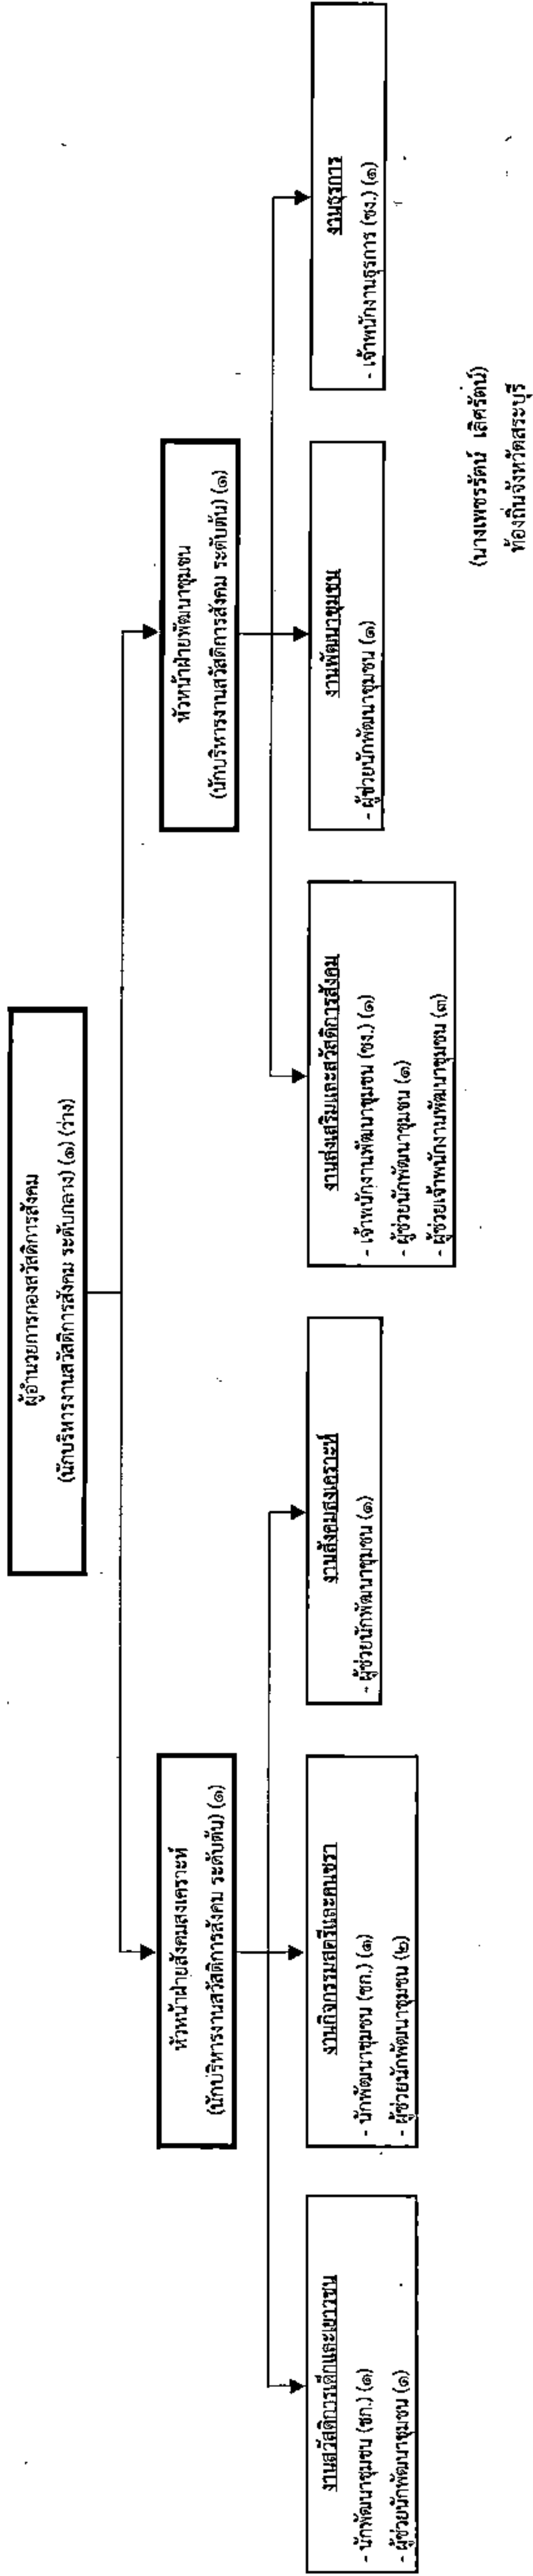 ผู้อำนวยการกองสวัสดิการสังคม
(นักบริหารงานสวัสดิการสังคม ระดับกลาง) (๑) (ว่าง)
หัวหน้าฝ่ายสังคมสงเคราะห์
(นักบริหารงานสวัสดิการสังคม ระดับต้น) (๑)
หัวหน้าฝ่ายพัฒนาชุมชน
(นักบริหารงานสวัสดิการสังคม ระดับต้น) (๑)
งานสวัสดิการเด็กและเยาวชน
- นักพัฒนาชุมชน (ชก.) (๑)
- ผู้ช่วยนักพัฒนาชุมชน (๑)
งานกิจกรรมสตรีและคนชรา
- นักพัฒนาชุมชน (ชก.) (๑)
- ผู้ช่วยนักพัฒนาชุมชน (๒)
งานสังคมสงเคราะห์
- ผู้ช่วยนักพัฒนาชุมชน (๑)
งานส่งเสริมและสวัสดิการสังคม
- เจ้าพนักงานพัฒนาชุมชน (ชง.) (๑)
- ผู้ช่วยนักพัฒนาชุมชน (๑)
- ผู้ช่วยเจ้าพนักงานพัฒนาชุมชน (๓)
งานพัฒนาชุมชน
- ผู้ช่วยนักพัฒนาชุมชน (๑)
งานธุรการ
- เจ้าพนักงานธุรการ (ชง.) (๑)
(นางเพชรรัตน์ เลิศรัตน์)
ท้องถิ่นจังหวัดสระบุรี